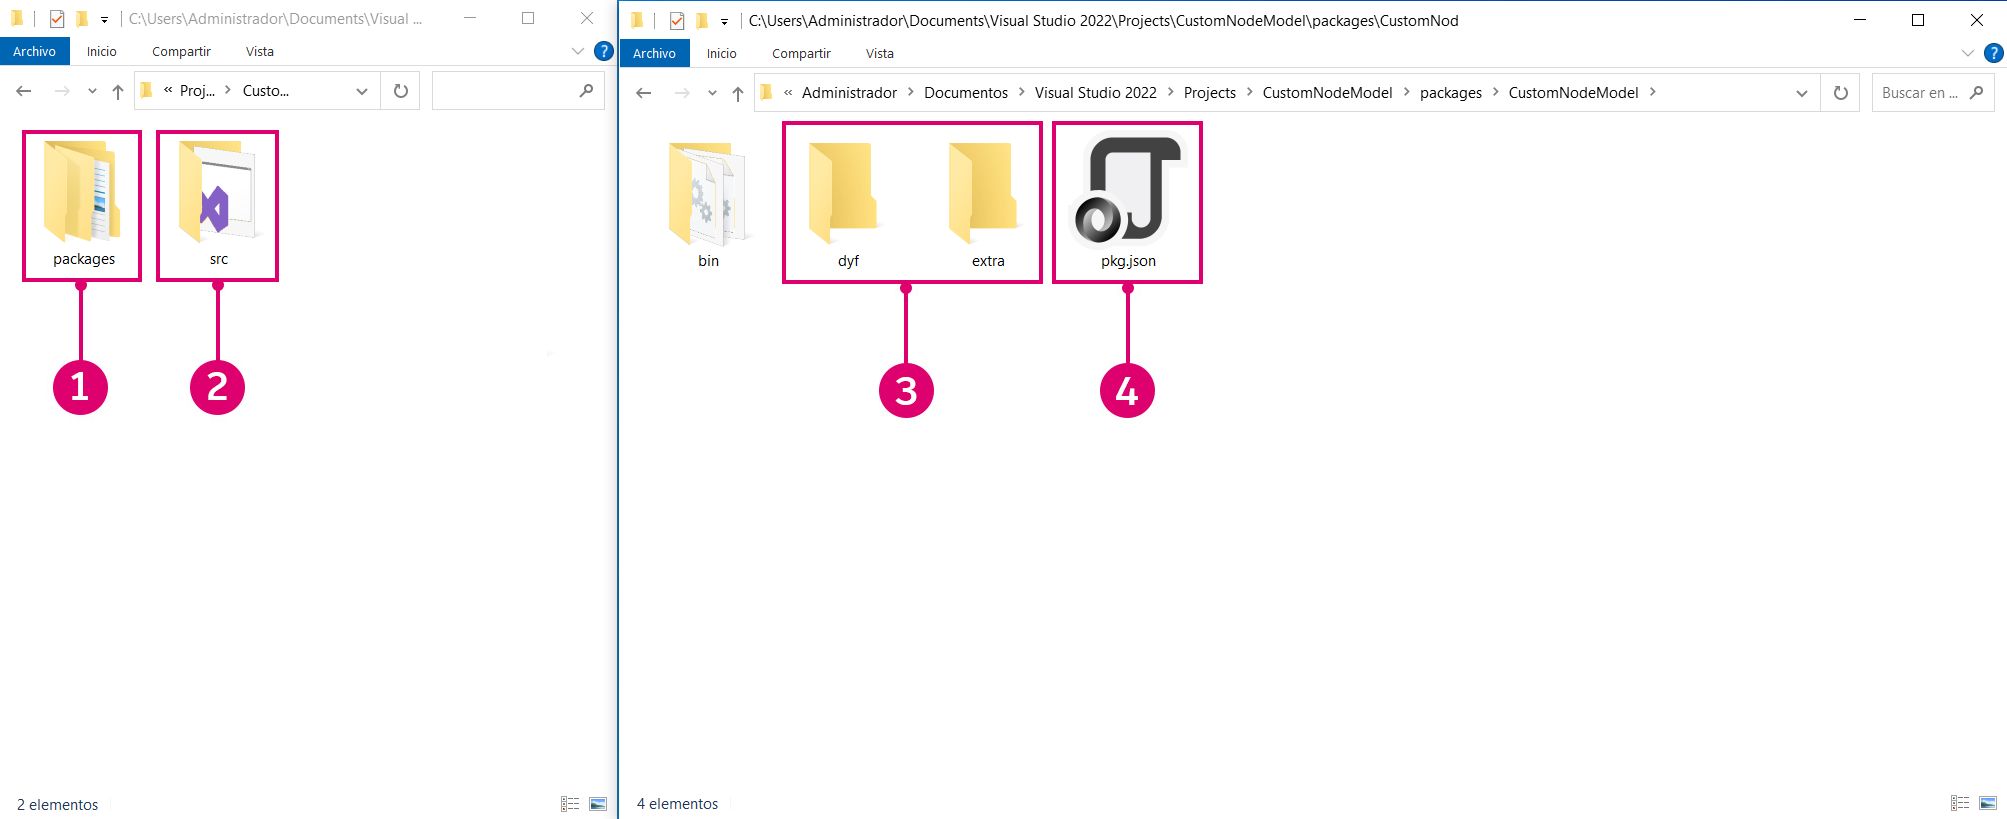 C:\Users\Administrador\Documents\Visual ...
Archivo Inicio Compartir Vista ?
« Proj... > Custo...
packages src
1 2
2 elementos
C:\Users\Administrador\Documents\Visual Studio 2022\Projects\CustomNodeModel\packages\CustomNod
Archivo Inicio Compartir Vista ?
« Administrador > Documentos > Visual Studio 2022 > Projects > CustomNodeModel > packages > CustomNodeModel >
Buscar en ...
bin dyf extra pkg.json
3 4
4 elementos